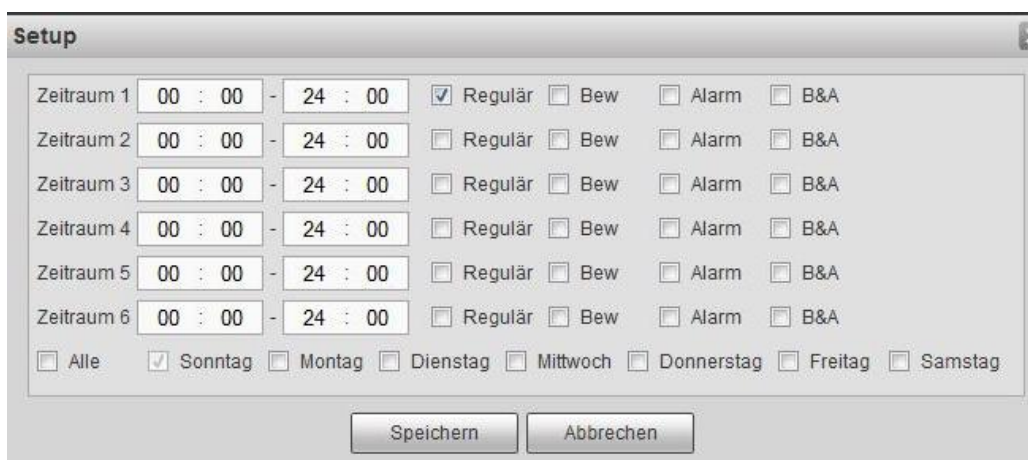 Setup
Zeitraum 1 00 : 00 - 24 : 00 Regulär Bew Alarm B&A
Zeitraum 2 00 : 00 - 24 : 00 Regulär Bew Alarm B&A
Zeitraum 3 00 : 00 - 24 : 00 Regulär Bew Alarm B&A
Zeitraum 4 00 : 00 - 24 : 00 Regulär Bew Alarm B&A
Zeitraum 5 00 : 00 - 24 : 00 Regulär Bew Alarm B&A
Zeitraum 6 00 : 00 - 24 : 00 Regulär Bew Alarm B&A
Alle Sonntag Montag Dienstag Mittwoch Donnerstag Freitag Samstag
Speichern Abbrechen